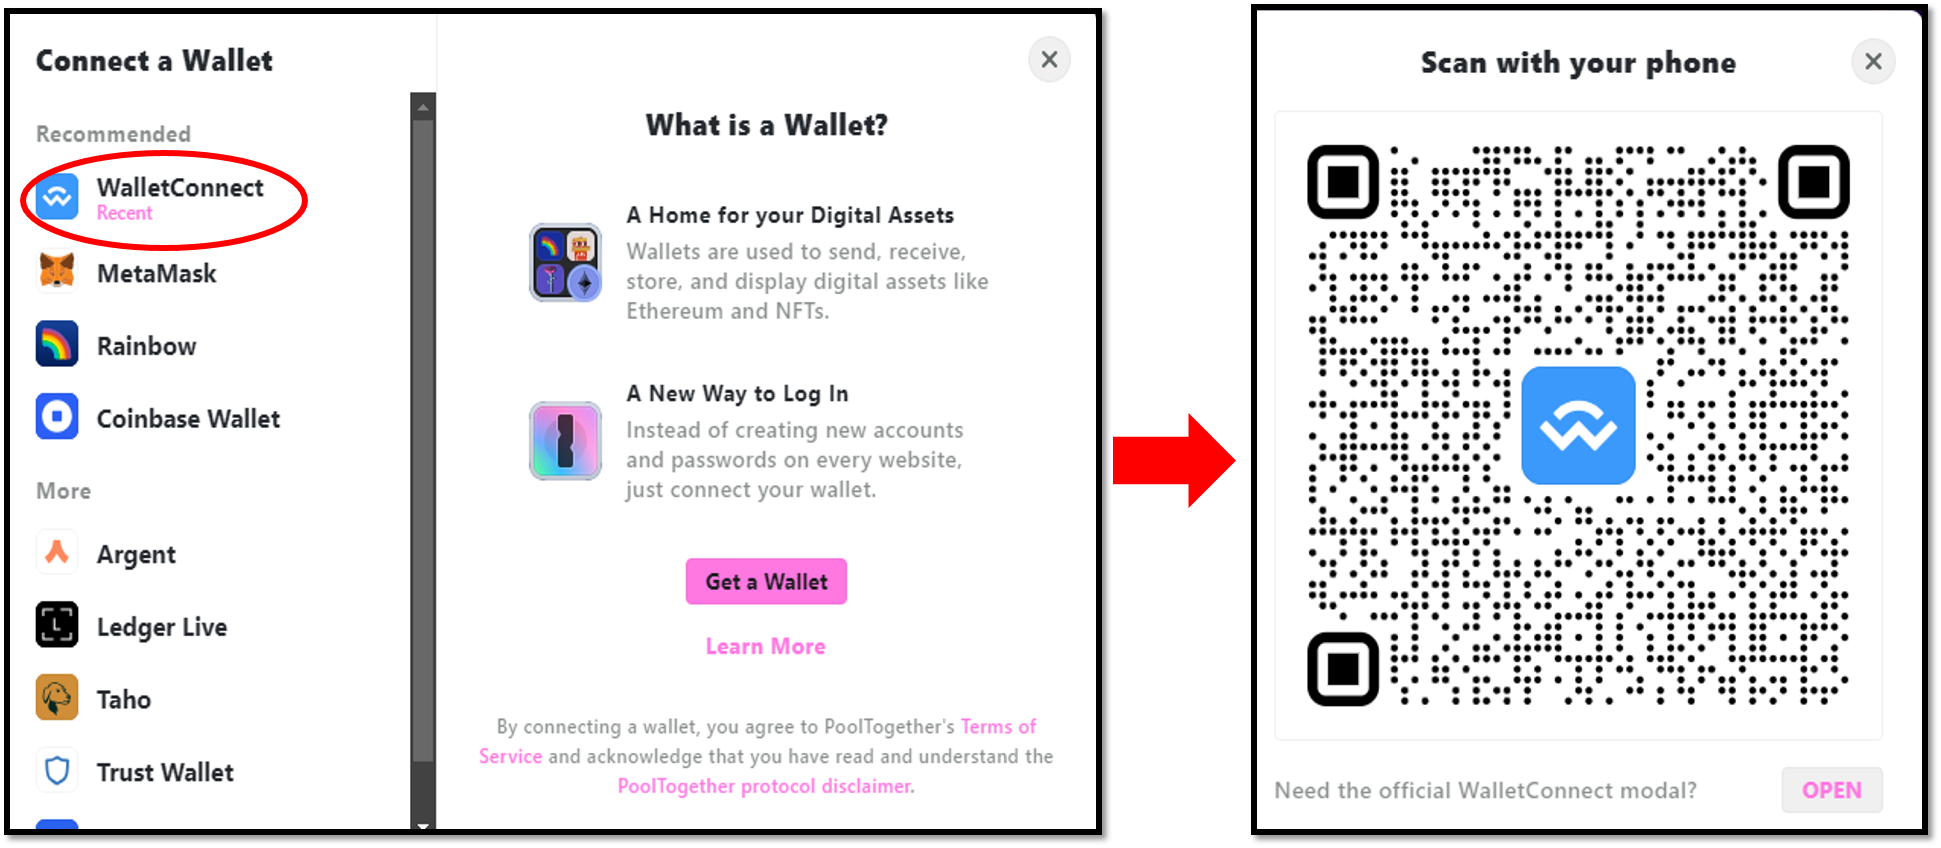 Connect a Wallet
Recommended
WalletConnect
Recent
MetaMask
Rainbow
Coinbase Wallet
More
Argent
Ledger Live
Taho
Trust Wallet
What is a Wallet?
A Home for your Digital Assets
Wallets are used to send, receive,
store, and display digital assets like
Ethereum and NFTs.
A New Way to Log In
Instead of creating new accounts
and passwords on every website,
just connect your wallet.
Get a Wallet
Learn More
By connecting a wallet, you agree to PoolTogether's Terms of
Service and acknowledge that you have read and understand the
PoolTogether protocol disclaimer.
Scan with your phone
Need the official WalletConnect modal?
OPEN